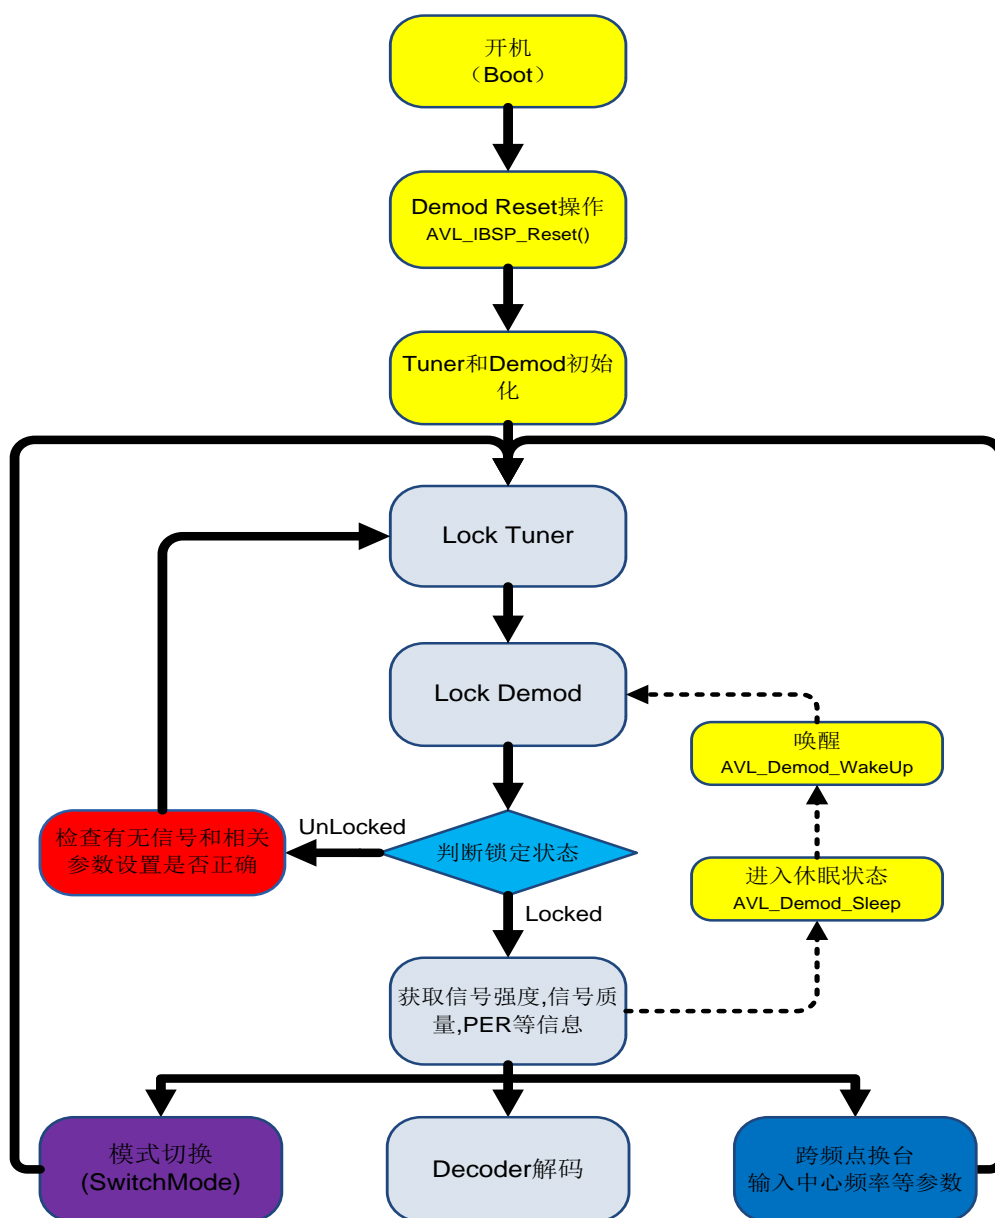 开机
（Boot）
Demod Reset操作
AVL_IBSP_Reset()
Tuner和Demod初始
化
Lock Tuner
Lock Demod
唤醒
AVL_Demod_WakeUp
UnLocked
检查有无信号和相关
参数设置是否正确
判断锁定状态
进入休眠状态
AVL_Demod_Sleep
Locked
获取信号强度,信号质
量,PER等信息
模式切换
(SwitchMode)
Decoder解码
跨频点换台
输入中心频率等参数